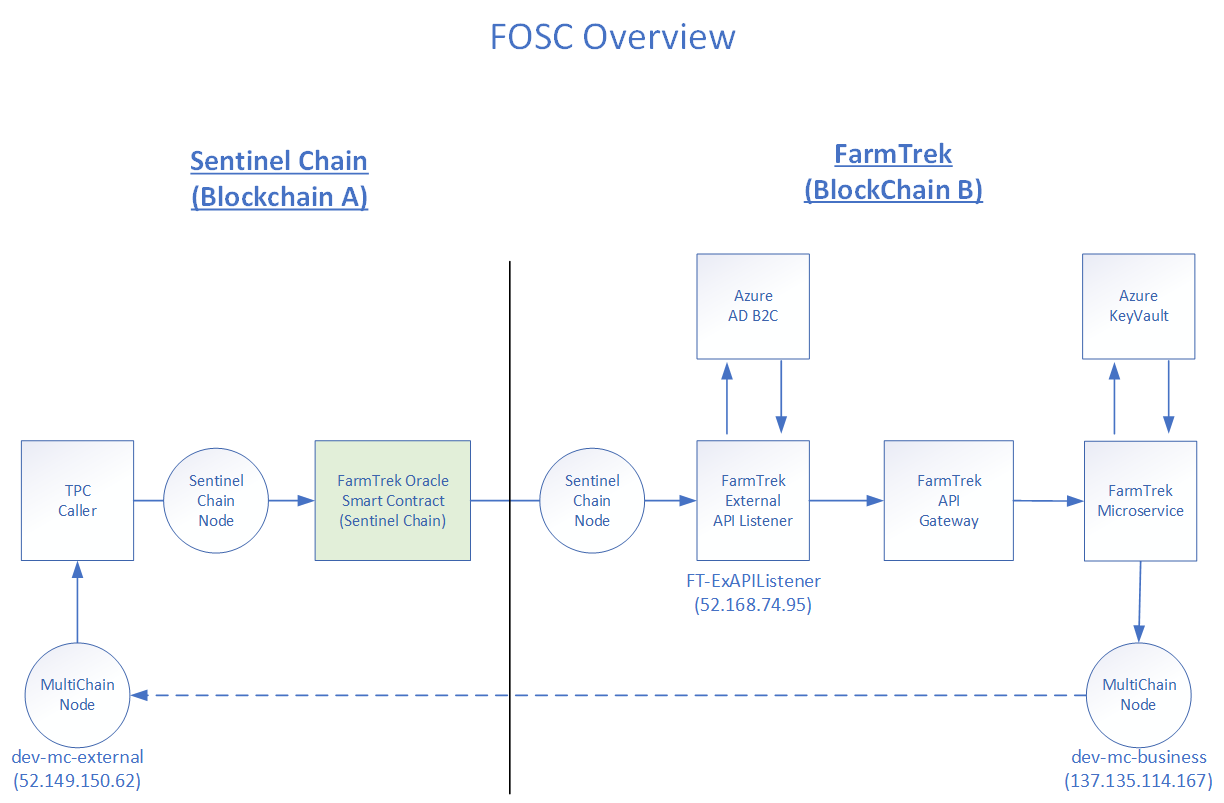 FOSC Overview
Sentinel Chain
(Blockchain A)
FarmTrek
(BlockChain B)
Azure
AD B2C
Azure
KeyVault
TPC
Caller
Sentinel
Chain
Node
FarmTrek Oracle
Smart Contract
(Sentinel Chain)
Sentinel
Chain
Node
FarmTrek
External
API Listener
FarmTrek
API
Gateway
FarmTrek
Microservice
FT-ExAPIListener
(52.168.74.95)
MultiChain
Node
dev-mc-external
(52.149.150.62)
MultiChain
Node
dev-mc-business
(137.135.114.167)